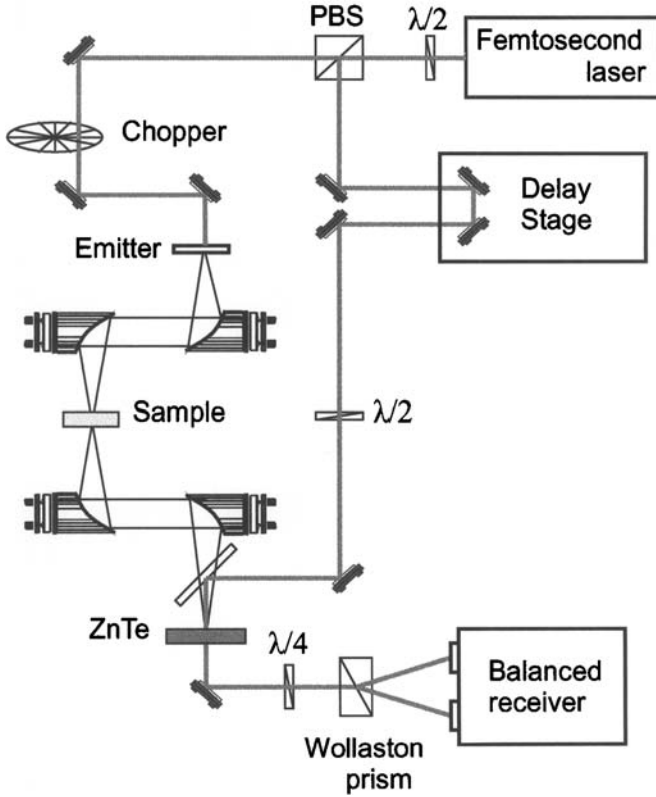 PBS
λ/2
Femtosecond
laser
Chopper
Delay
Stage
Emitter
Sample
λ/2
ZnTe
λ/4
Balanced
receiver
Wollaston
prism